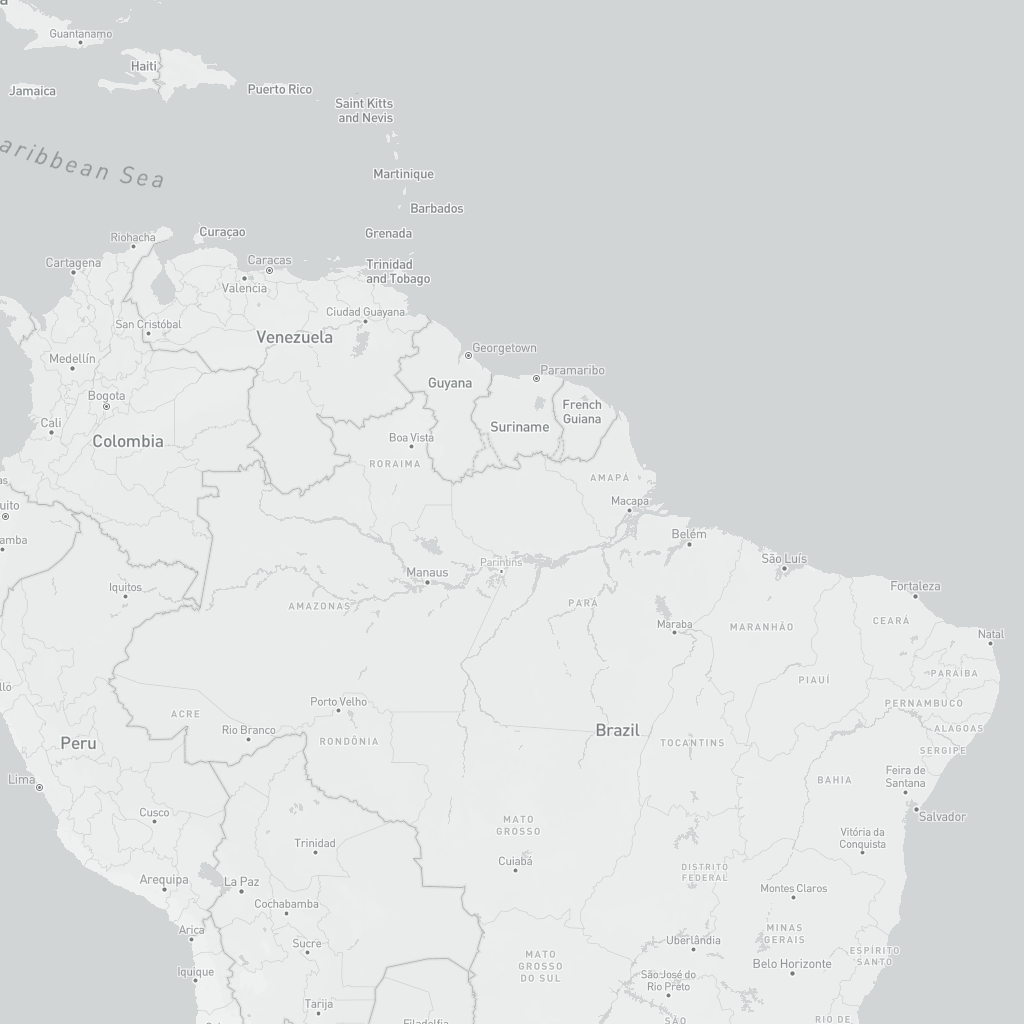 Guantanamo
Haiti
Jamaica
Puerto Rico
Saint Kitts
and Nevis
aribbean Sea
Martinique
Barbados
Grenada
Curaçao
Riohacha
Cartagena
Caracas
Trinidad
and Tobago
Valencia
Ciudad Guayana
San Cristóbal
Venezuela
Georgetown
Medellín
Paramaribo
Guyana
Bogota
French
Guiana
Cali
Suriname
Colombia
Boa Vista
RORAIMA
AMAPÁ
as
Macapa
uito
Belém
amba
São Luís
Parintins
Manaus
Iquitos
Fortaleza
AMAZONAS
PARÁ
CEARÁ
Maraba
MARANHÃO
Natal
PARAÍBA
PIAUÍ
lló
Porto Velho
PERNAMBUCO
ACRE
Rio Branco
Brazil
ALAGOAS
RONDÔNIA
Peru
TOCANTINS
SERGIPE
Lima
BAHIA
Feira de
Santana
Cusco
Salvador
MATO
GROSSO
Trinidad
Vitória da
Conquista
Cuiabá
Arequipa
La Paz
DISTRITO
FEDERAL
Montes Claros
Cochabamba
Arica
MINAS
GERAIS
Uberlândia
Sucre
ESPÍRITO
SANTO
MATO
GROSSO
DO SUL
Belo Horizonte
Iquique
São José do
Rio Preto
Tarija
Filadelfia
SÃO
RIO DE